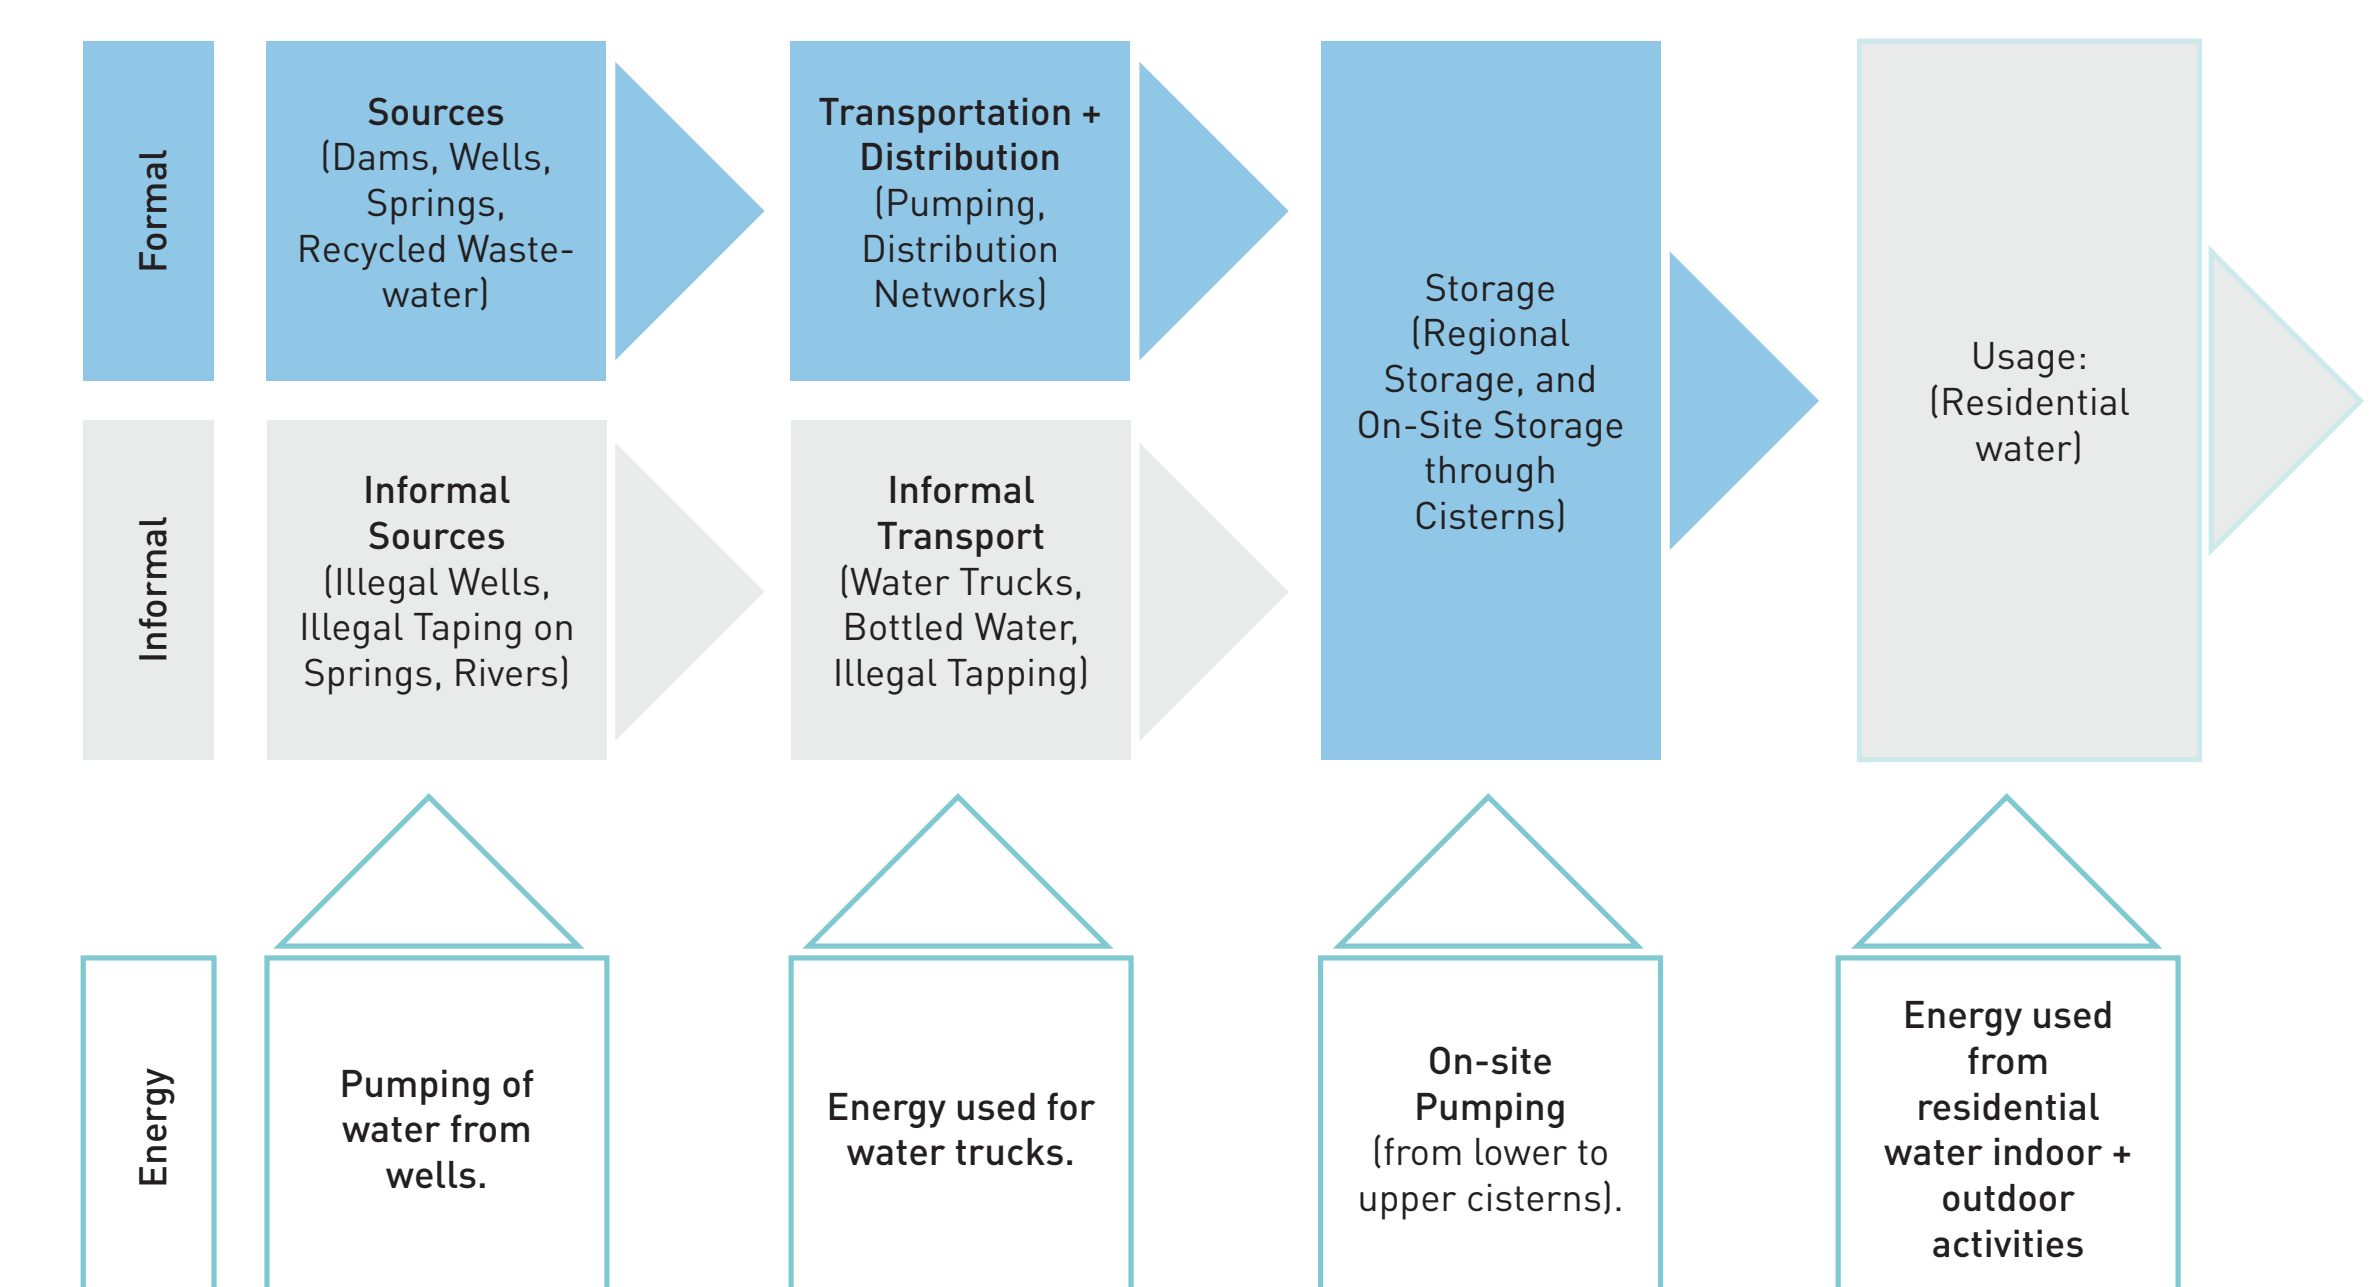 Formal
Sources
(Dams, Wells,
Springs,
Recycled Waste-
water)
Transportation +
Distribution
(Pumping,
Distribution
Networks)
Storage
(Regional
Storage, and
On-Site Storage
through
Cisterns)
Usage:
(Residential
water)
Informal
Informal
Sources
(Illegal Wells,
Illegal Taping on
Springs, Rivers)
Informal
Transport
(Water Trucks,
Bottled Water,
Illegal Tapping)
Energy
Pumping of
water from
wells.
Energy used for
water trucks.
On-site
Pumping
(from lower to
upper cisterns).
Energy used
from
residential
water indoor +
outdoor
activities